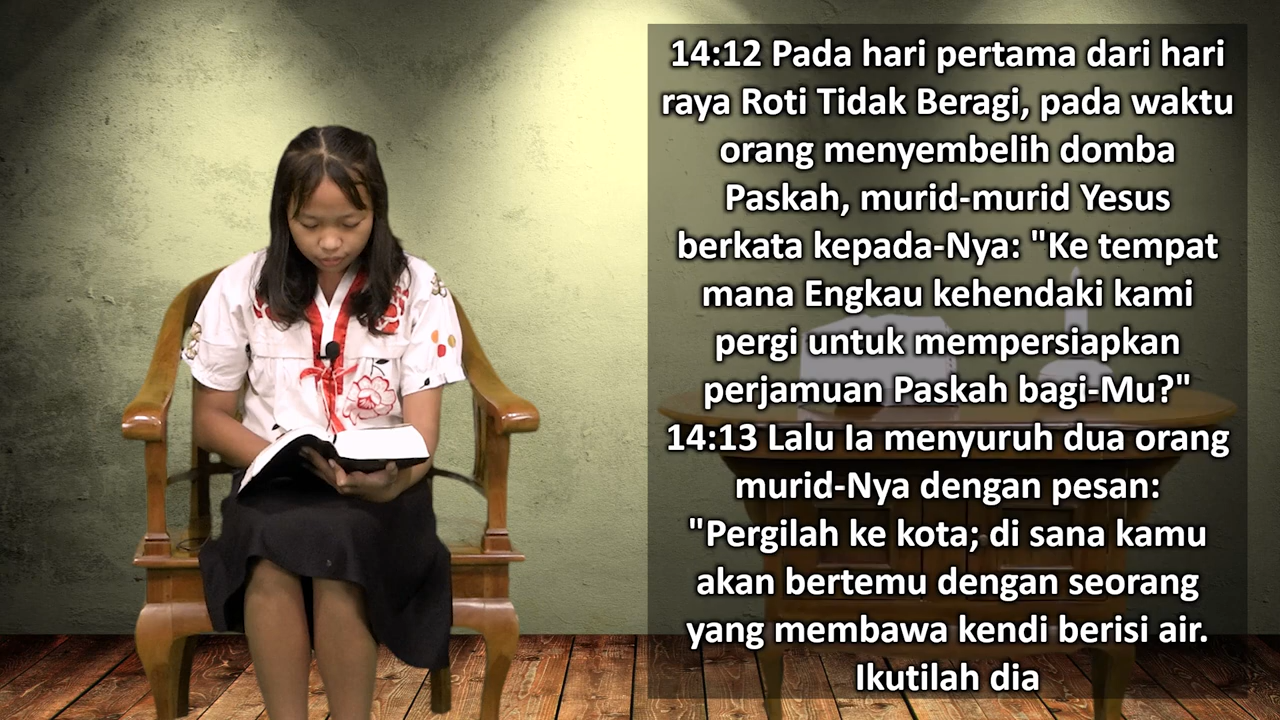 14:12 Pada hari pertama dari hari
raya Roti Tidak Beragi, pada waktu
orang menyembelih domba
Paskah, murid-murid Yesus
berkata kepada-Nya: "Ke tempat
mana Engkau kehendaki kami
pergi untuk mempersiapkan
perjamuan Paskah bagi-Mu?"
14:13 Lalu Ia menyuruh dua orang
murid-Nya dengan pesan:
"Pergilah ke kota; di sana kamu
akan bertemu dengan seorang
yang membawa kendi berisi air.
Ikutilah dia